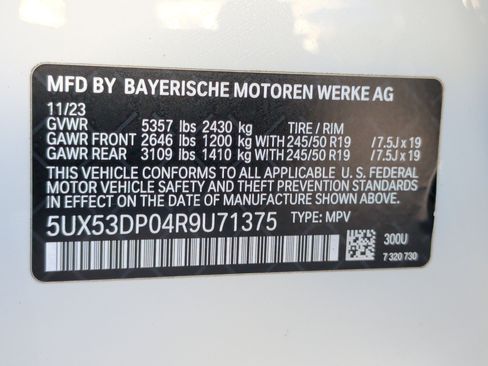 MFD BY BAYERISCHE MOTOREN WERKE AG
11/23
GVWR 5357 lbs 2430 kg TIRE / RIM
GAWR FRONT 2646 lbs 1200 kg WITH 245/50 R19 / 7.5J x 19
GAWR REAR 3109 lbs 1410 kg WITH 245/50 R19 / 7.5J x 19
THIS VEHICLE CONFORMS TO ALL APPLICABLE U.S. FEDERAL
MOTOR VEHICLE SAFETY AND THEFT PREVENTION STANDARDS
IN EFFECT ON THE DATE OF MANUFACTURE SHOWN ABOVE.
5UX53DP04R9U71375 TYPE: MPV
300U
7 320 730